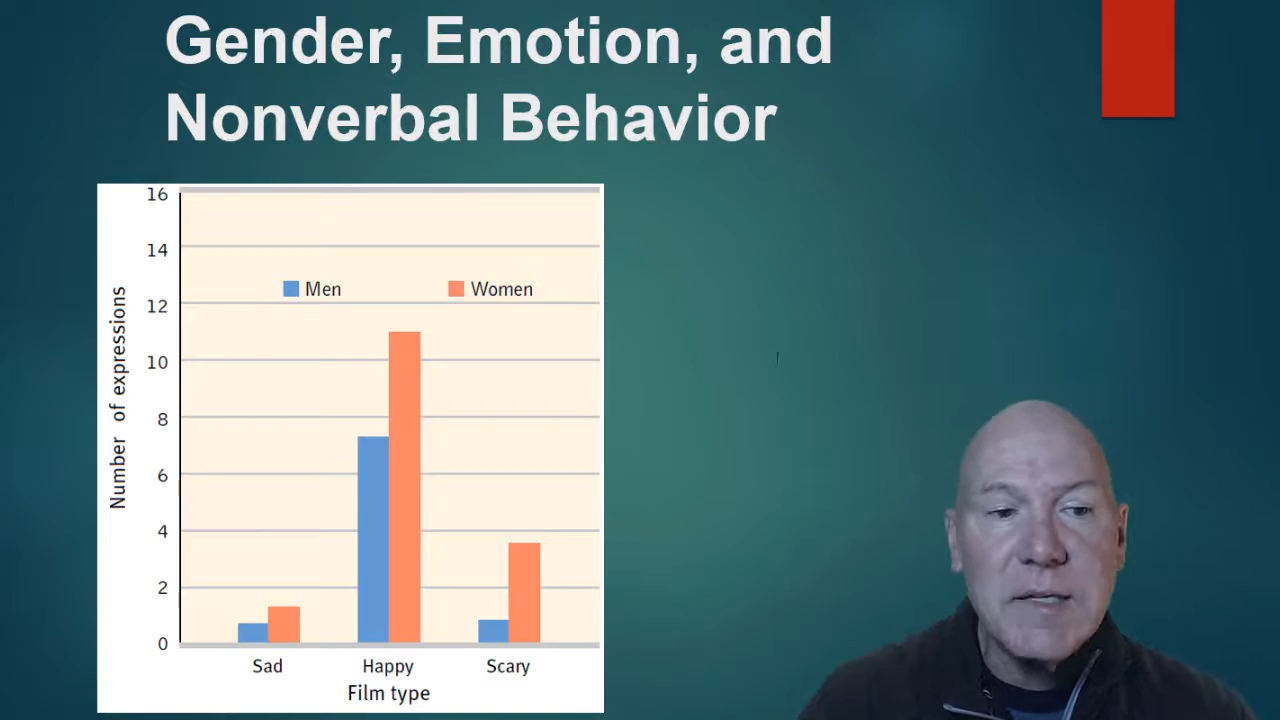 Gender, Emotion, and
Nonverbal Behavior
16
14
Men Women
12
10
8
6
4
2
0
Number of expressions
Sad Happy Scary
Film type